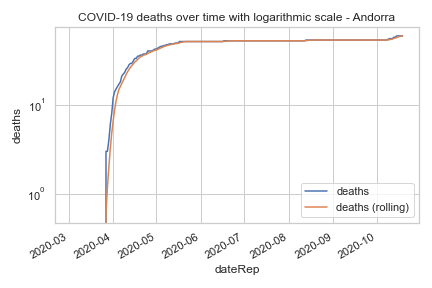 COVID-19 deaths over time with logarithmic scale - Andorra
deaths
10¹
10⁰
deaths
deaths (rolling)
2020-03
2020-04
2020-05
2020-06
2020-07
2020-08
2020-09
2020-10
dateRep